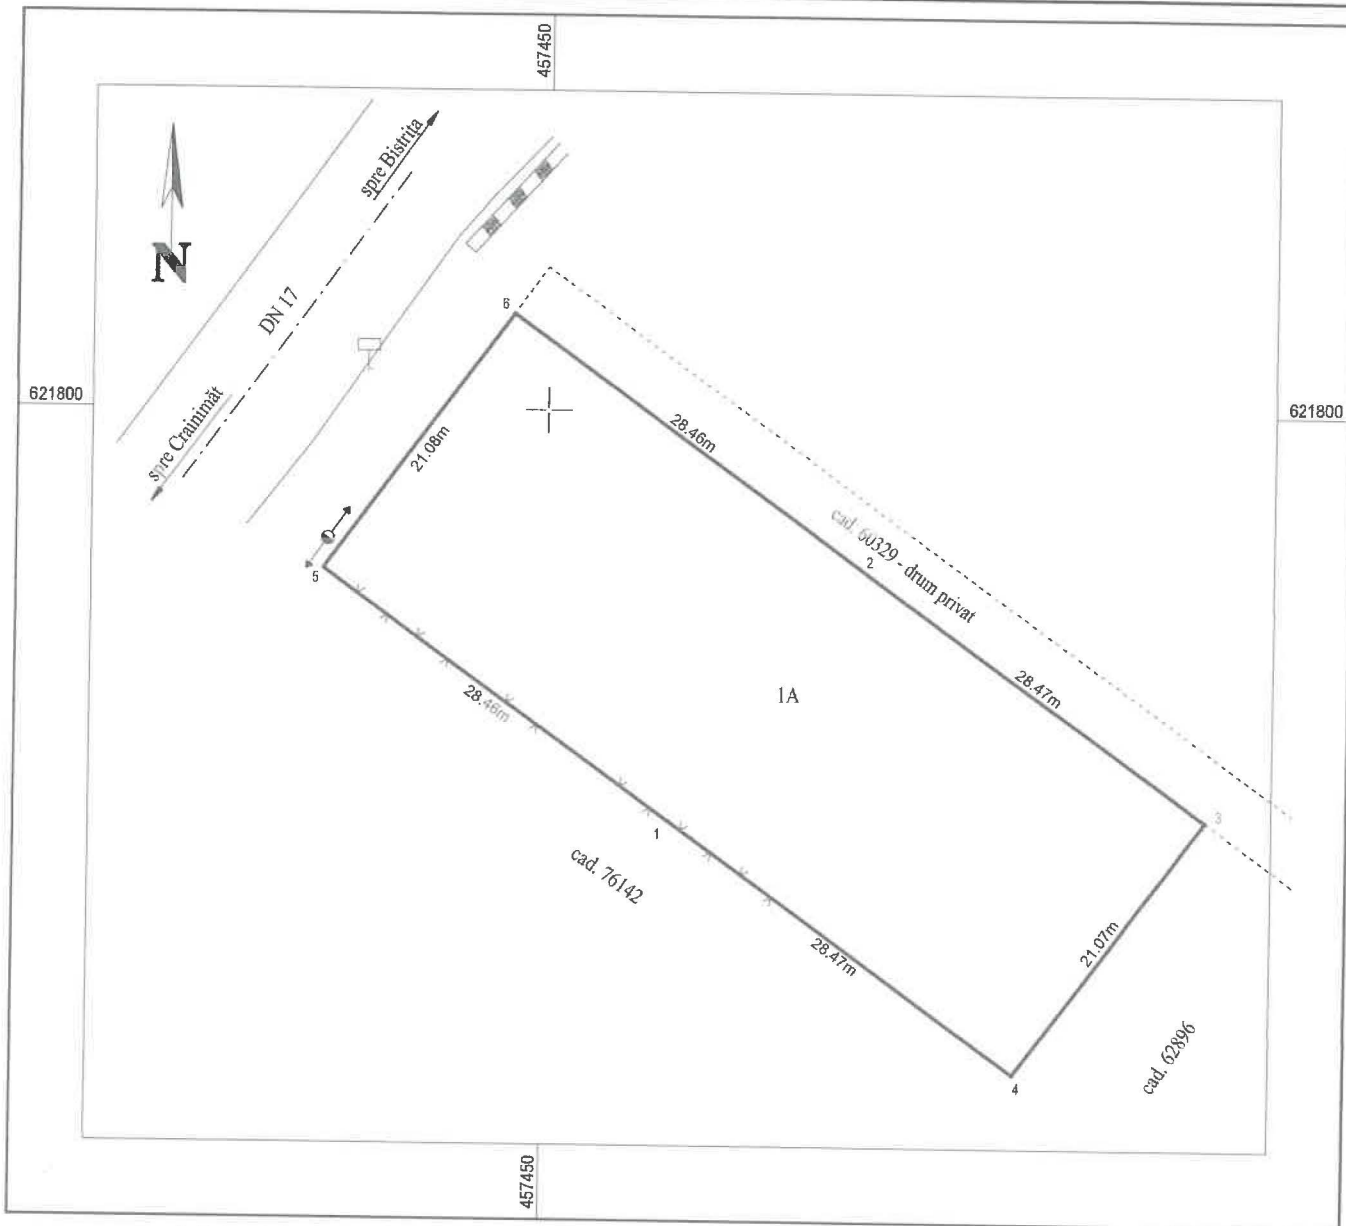 457450
spre Bistrița
N
DN 17
6
621800
621800
spre Crainimăt
28.46m
21.08m
cad. 60329 - drum privat
2
5
28.47m
28.46m
1A
3
1
cad. 76142
21.07m
28.47m
cad. 62896
4
457450